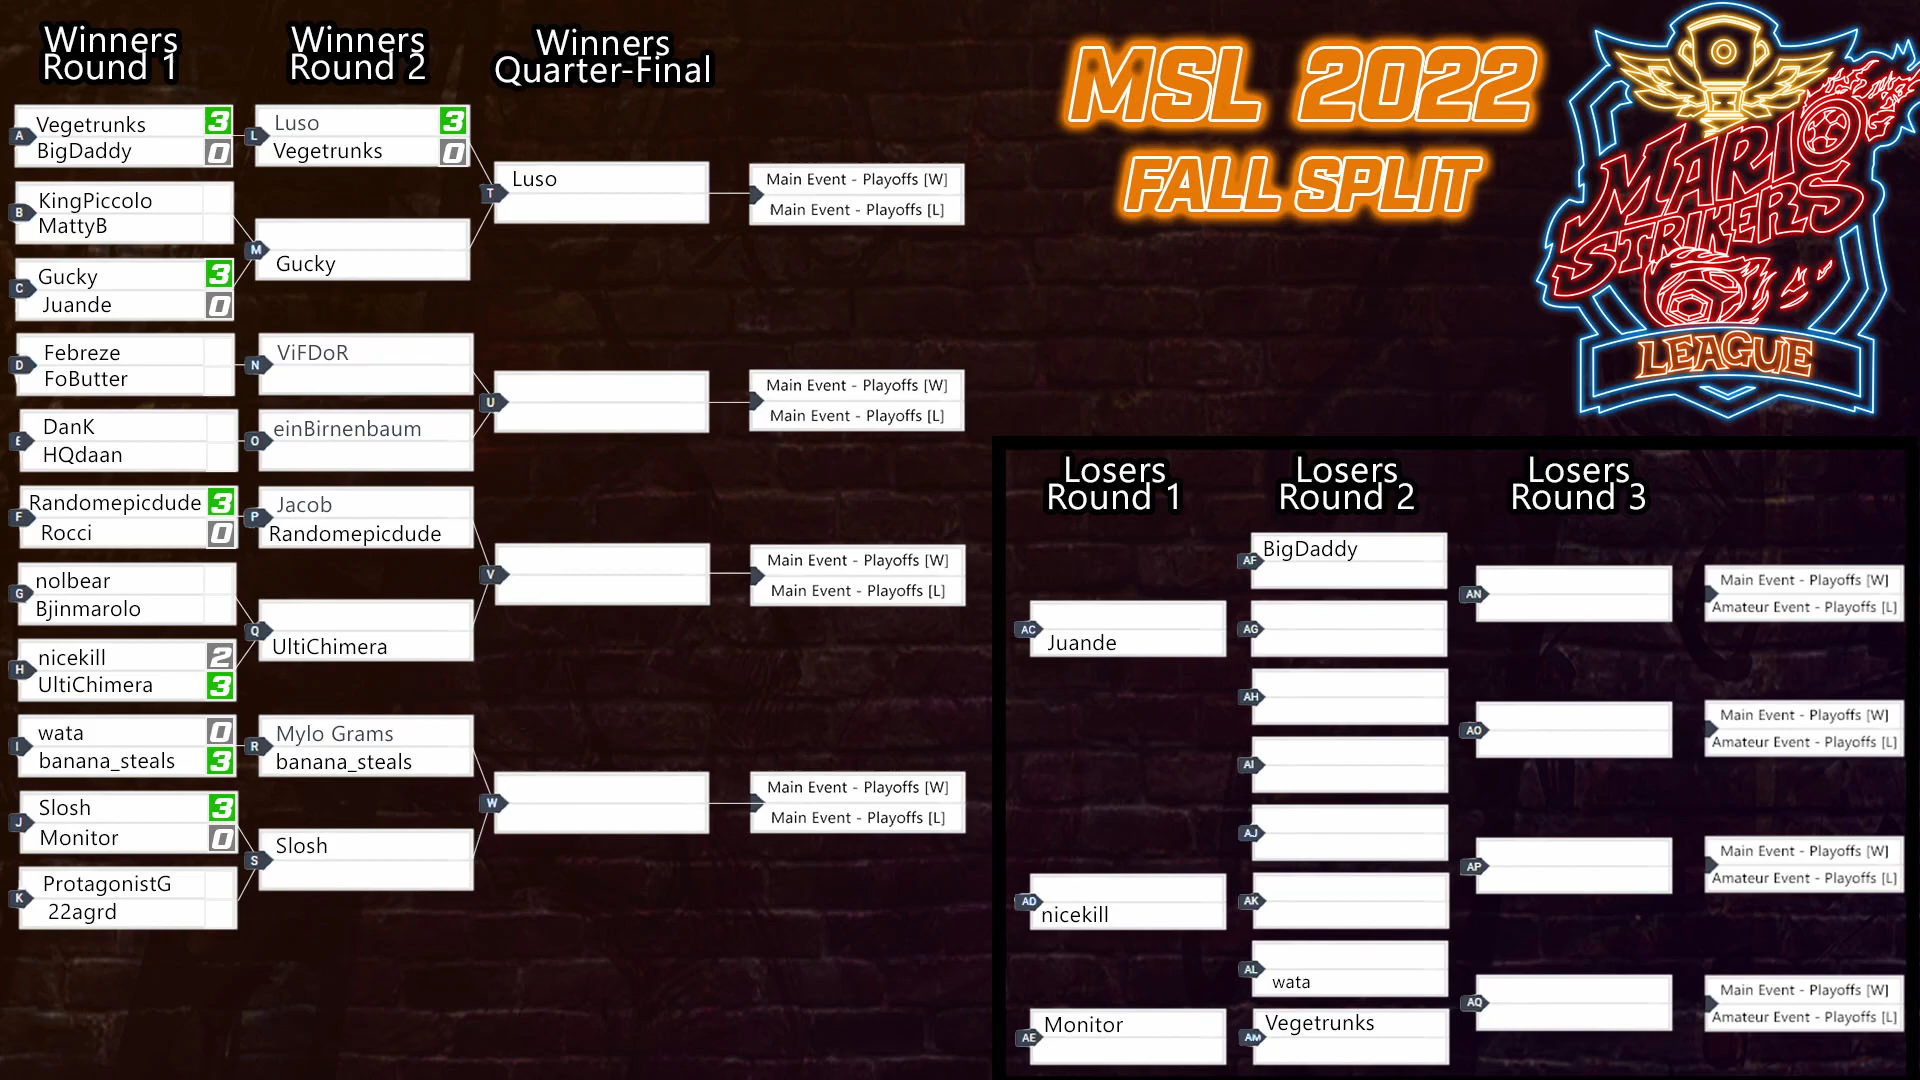 Winners
Round 1
Winners
Round 2
Winners
Quarter-Final
MSL 2022
FALL SPLIT
MARIO
STRIKERS
LEAGUE
A
Vegetrunks 3
BigDaddy 0
B
KingPiccolo
MattyB
C
Gucky 3
Juande 0
D
Febreze
FoButter
E
DanK
HQdaan
F
Randomepicdude 3
Rocci 0
G
nolbear
Bjinmarolo
H
nicekill 2
UltiChimera 3
I
wata 0
banana_steals 3
J
Slosh 3
Monitor 0
K
ProtagonistG
22agrd
L
Luso 3
Vegetrunks 0
M
Gucky
N
ViFDoR
O
einBirnenbaum
P
Jacob
Randomepicdude
Q
UltiChimera
R
Mylo Grams
banana_steals
S
Slosh
T
Luso
U
V
W
Main Event - Playoffs [W]
Main Event - Playoffs [L]
Main Event - Playoffs [W]
Main Event - Playoffs [L]
Main Event - Playoffs [W]
Main Event - Playoffs [L]
Main Event - Playoffs [W]
Main Event - Playoffs [L]
Losers
Round 1
Losers
Round 2
Losers
Round 3
AC
Juande
AD
nicekill
AE
Monitor
AF
BigDaddy
AG
AH
AI
AJ
AK
AL
wata
AM
Vegetrunks
AN
AO
AP
AQ
Main Event - Playoffs [W]
Amateur Event - Playoffs [L]
Main Event - Playoffs [W]
Amateur Event - Playoffs [L]
Main Event - Playoffs [W]
Amateur Event - Playoffs [L]
Main Event - Playoffs [W]
Amateur Event - Playoffs [L]